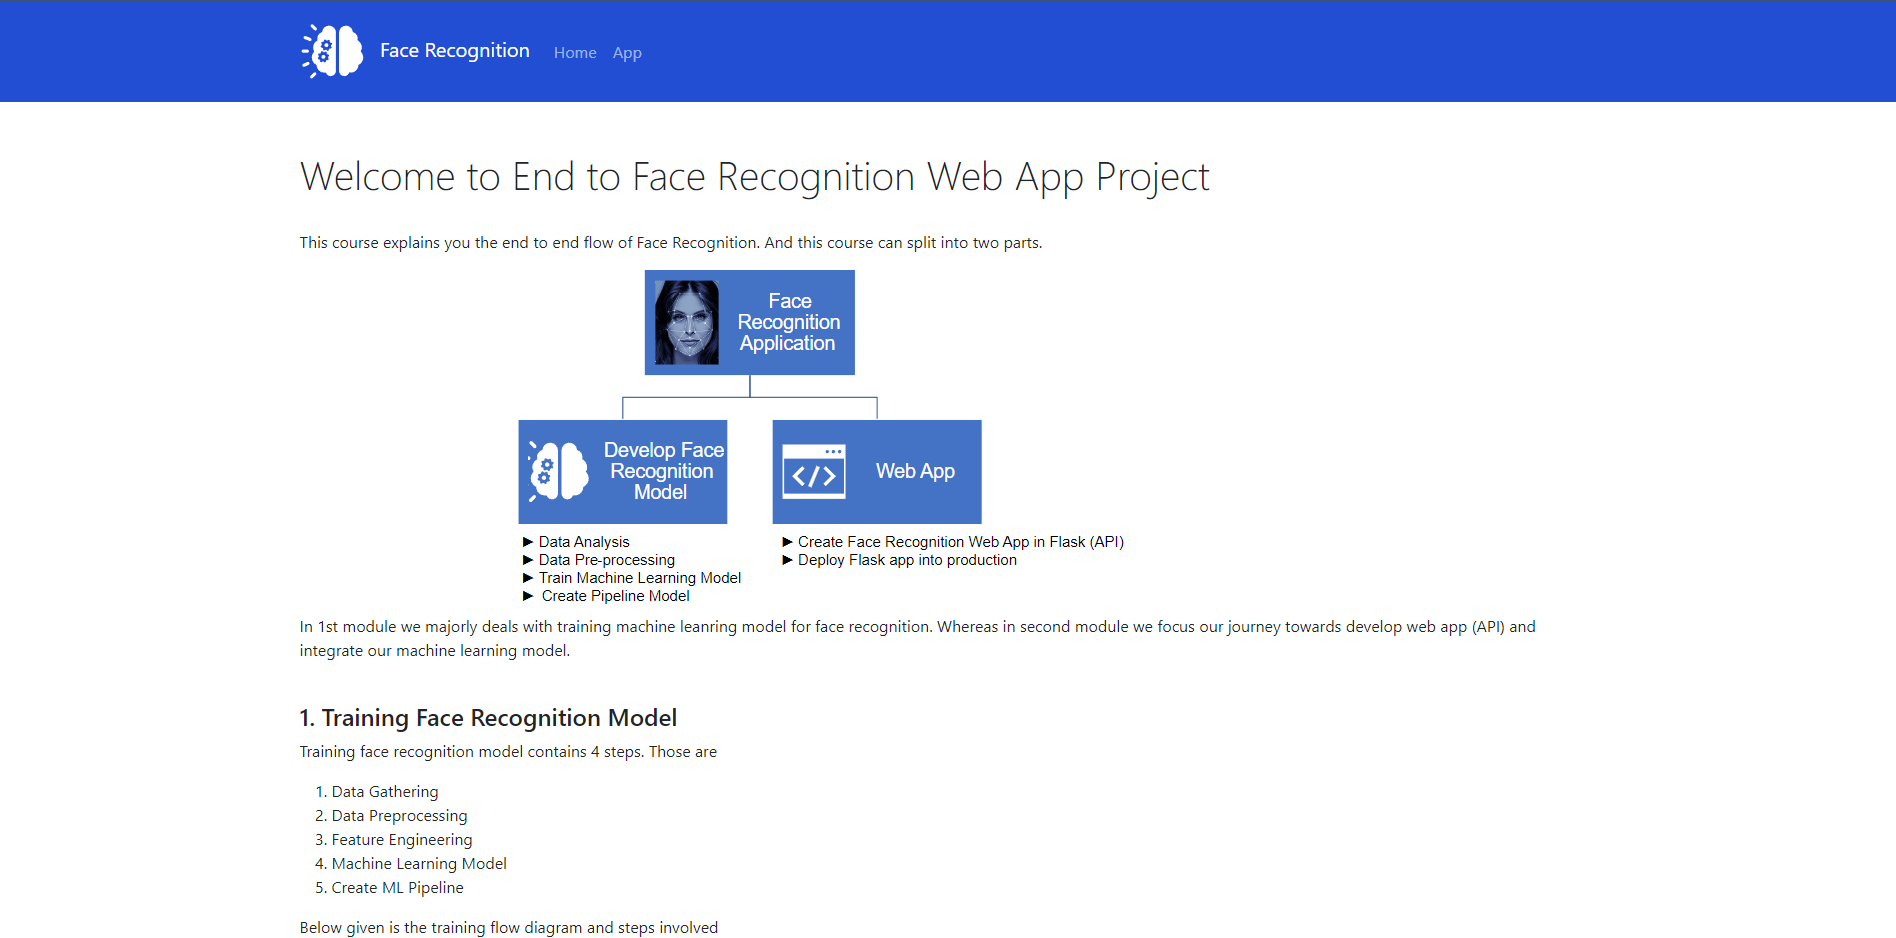 Face Recognition Home App
Welcome to End to Face Recognition Web App Project
This course explains you the end to end flow of Face Recognition. And this course can split into two parts.
Face
Recognition
Application
Develop Face
Recognition
Model
Web App
</>
► Data Analysis
► Data Pre-processing
► Train Machine Learning Model
► Create Pipeline Model
► Create Face Recognition Web App in Flask (API)
► Deploy Flask app into production
In 1st module we majorly deals with training machine leanring model for face recognition. Whereas in second module we focus our journey towards develop web app (API) and
integrate our machine learning model.
1. Training Face Recognition Model
Training face recognition model contains 4 steps. Those are
1. Data Gathering
2. Data Preprocessing
3. Feature Engineering
4. Machine Learning Model
5. Create ML Pipeline
Below given is the training flow diagram and steps involved